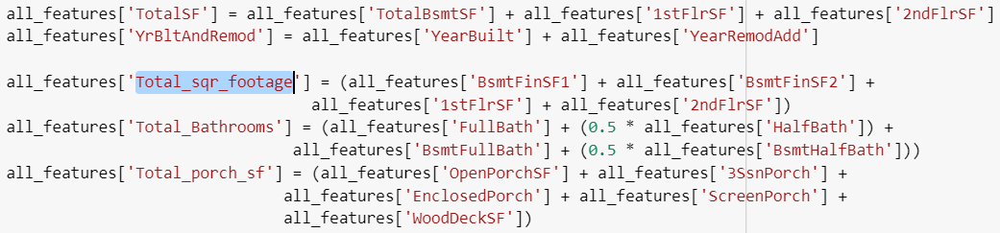 all_features['TotalSF'] = all_features['TotalBsmtSF'] + all_features['1stFlrSF'] + all_features['2ndFlrSF']
all_features['YrBltAndRemod'] = all_features['YearBuilt'] + all_features['YearRemodAdd']
all_features['Total_sqr_footage'] = (all_features['BsmtFinSF1'] + all_features['BsmtFinSF2'] +
all_features['1stFlrSF'] + all_features['2ndFlrSF'])
all_features['Total_Bathrooms'] = (all_features['FullBath'] + (0.5 * all_features['HalfBath']) +
all_features['BsmtFullBath'] + (0.5 * all_features['BsmtHalfBath']))
all_features['Total_porch_sf'] = (all_features['OpenPorchSF'] + all_features['3SsnPorch'] +
all_features['EnclosedPorch'] + all_features['ScreenPorch'] +
all_features['WoodDeckSF'])